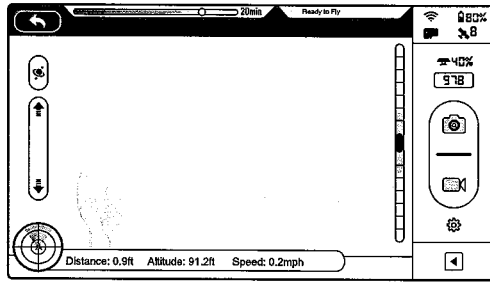 20min Ready to Fly
80%
8
40%
978
Distance: 0.9ft Altitude: 91.2ft Speed: 0.2mph